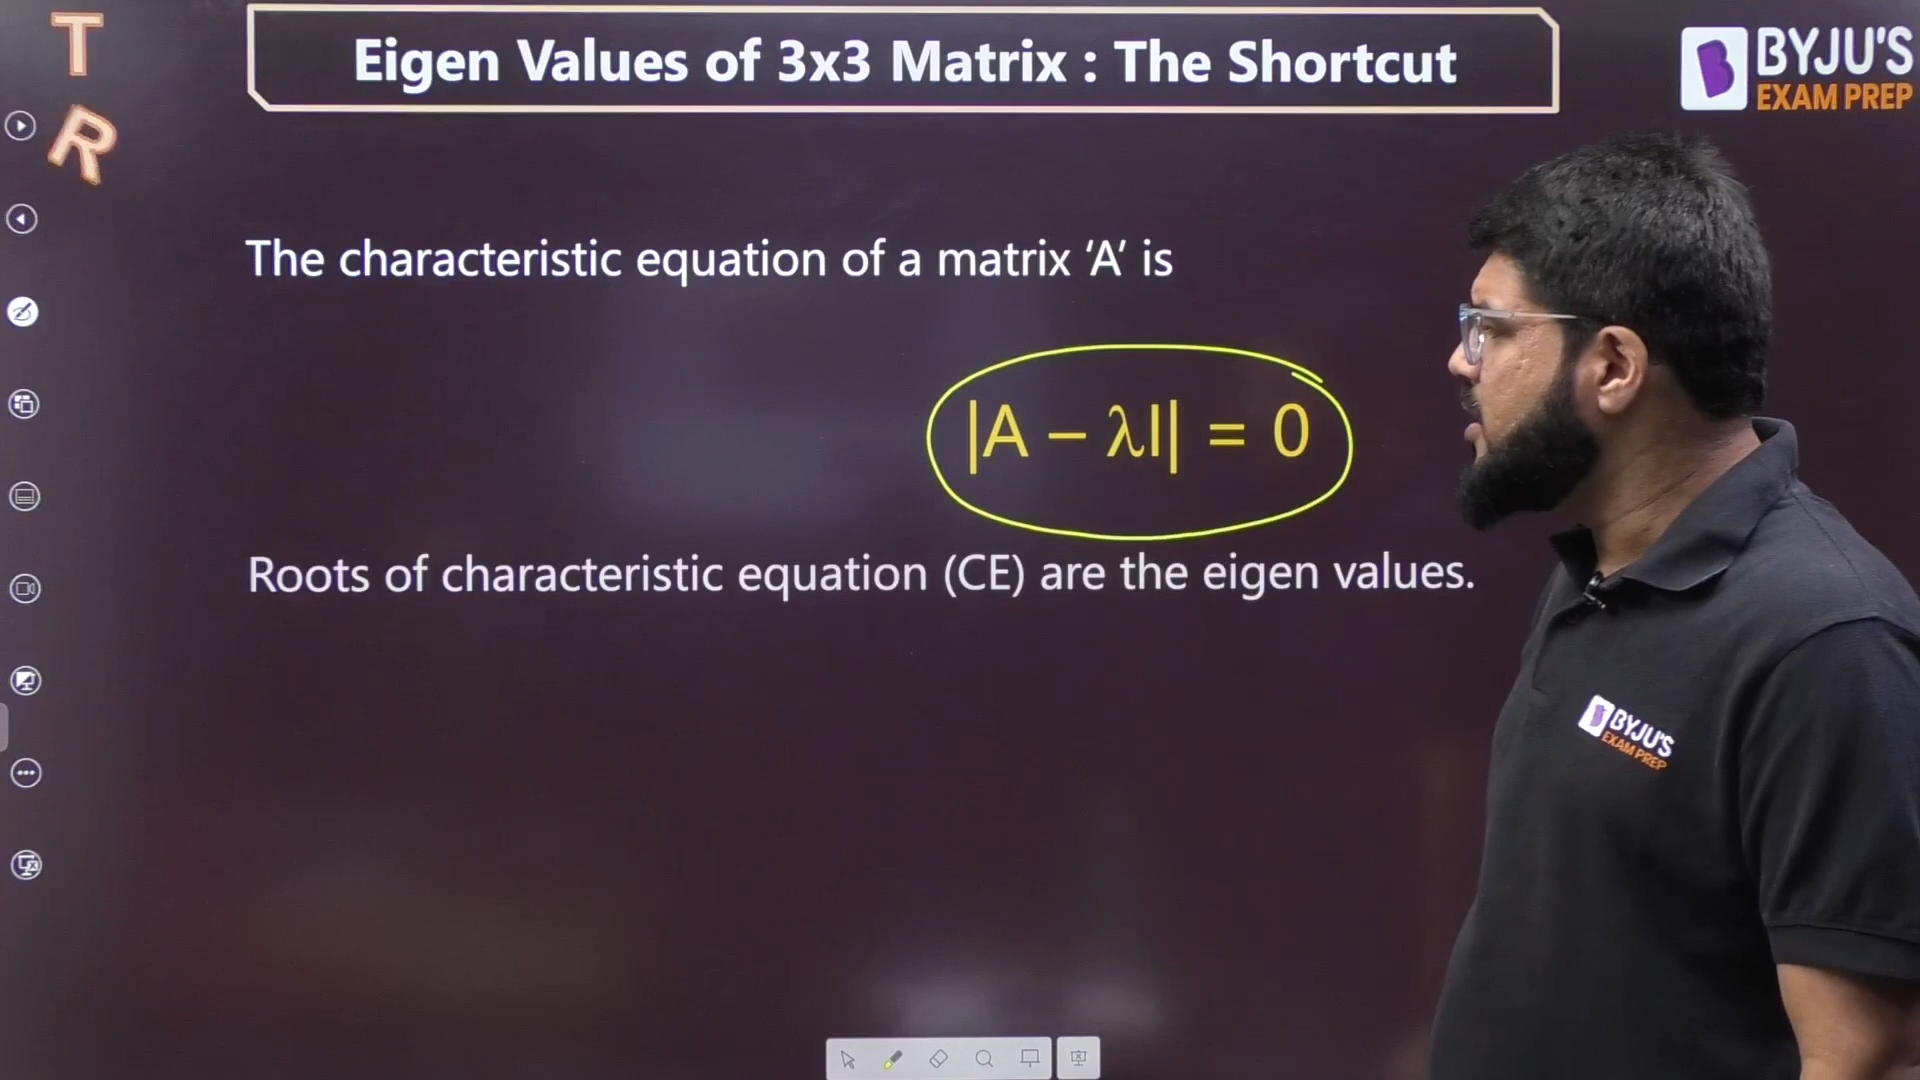 T
R
Eigen Values of 3x3 Matrix : The Shortcut
BYJU'S
EXAM PREP
The characteristic equation of a matrix ‘A’ is
|A – λI| = 0
Roots of characteristic equation (CE) are the eigen values.
BYJU'S
EXAM PREP